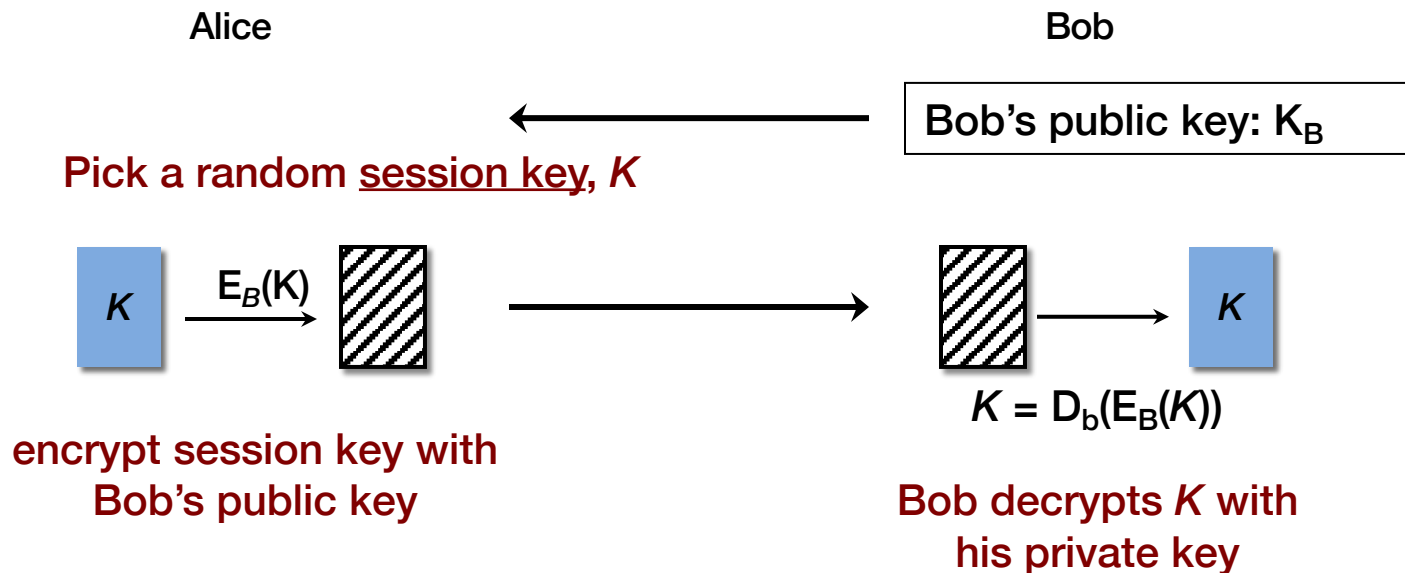 Alice
Bob
Bob's public key: K_B
Pick a random session key, K
K
E_B(K)
K
K = D_b(E_B(K))
encrypt session key with
Bob's public key
Bob decrypts K with
his private key